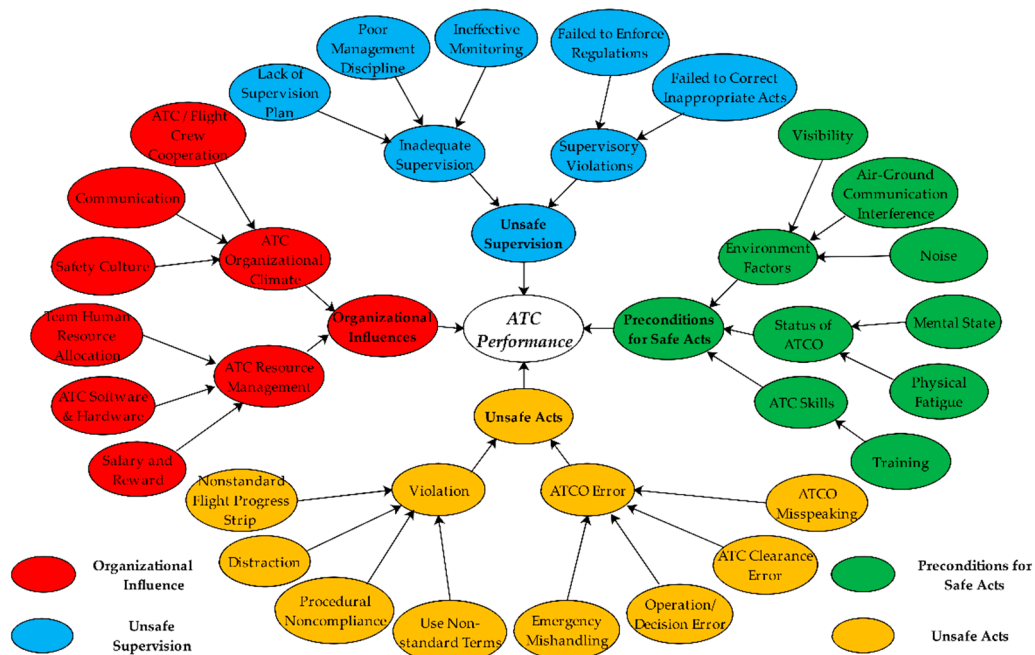 Poor
Management
Discipline
Ineffective
Monitoring
Failed to Enforce
Regulations
Lack of
Supervision
Plan
Failed to Correct
Inappropriate Acts
ATC / Flight
Crew
Cooperation
Inadequate
Supervision
Supervisory
Violations
Visibility
Communication
Air-Ground
Communication
Interference
Unsafe
Supervision
ATC
Organizational
Climate
Safety Culture
Environment
Factors
Noise
Team Human
Resource
Allocation
Organizational
Influences
ATC
Performance
Preconditions
for Safe Acts
Status of
ATCO
Mental State
ATC Resource
Management
ATC Software
& Hardware
Physical
Fatigue
ATC Skills
Unsafe Acts
Salary and
Reward
Training
Nonstandard
Flight Progress
Strip
Violation
ATCO Error
ATCO
Misspeaking
Distraction
ATC Clearance
Error
Procedural
Noncompliance
Use Non-
standard Terms
Emergency
Mishandling
Operation/
Decision Error
Organizational
Influence
Preconditions for
Safe Acts
Unsafe
Supervision
Unsafe Acts